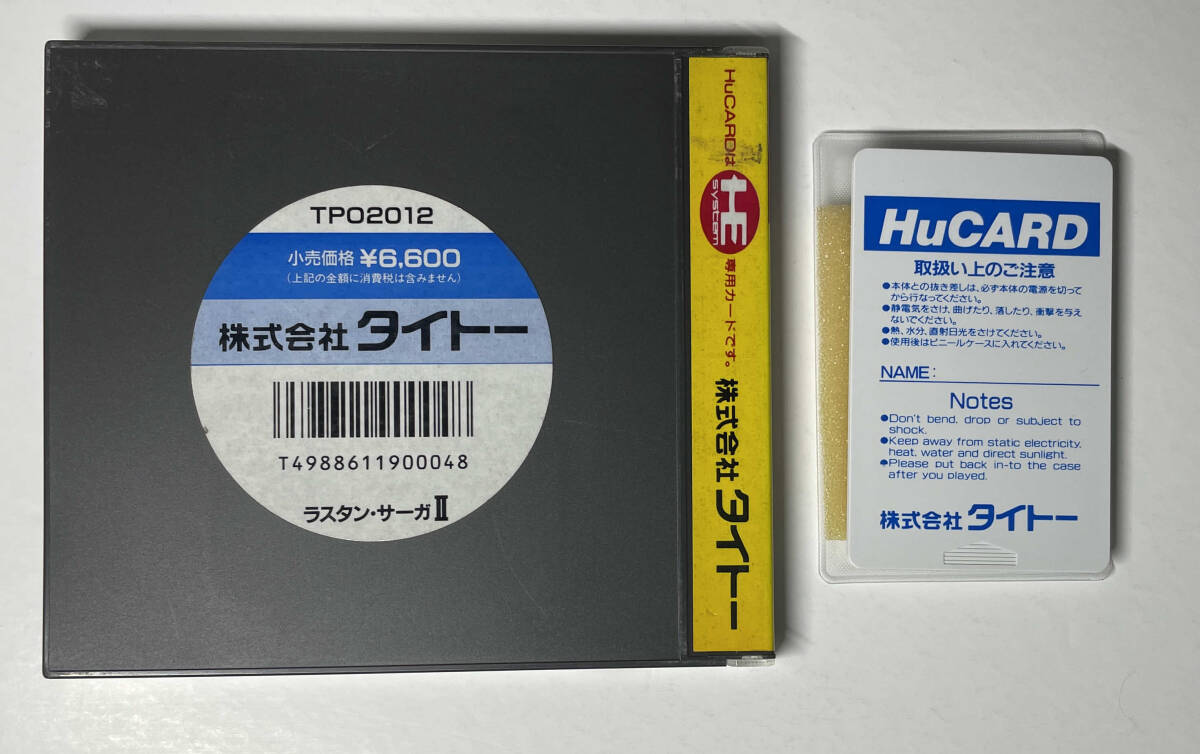 TP02012
小売価格 ¥6,600
(上記の金額に消費税は含みません)
株式会社 タイトー
T4988611900048
ラスタン・サーガⅡ
HuCARDは HE system 専用カードです。 株式会社 タイトー
HuCARD
取扱い上のご注意
●本体との抜き差しは、必ず本体の電源を切って
から行なってください。
●静電気をさけ、曲げたり、落したり、衝撃を与え
ないでください。
●熱、水分、直射日光をさけてください。
●使用後はビニールケースに入れてください。
NAME:
Notes
●Don't bend, drop or subject to
shock.
●Keep away from static electricity,
heat, water and direct sunlight.
●Please put back in-to the case
after you played.
株式会社 タイトー